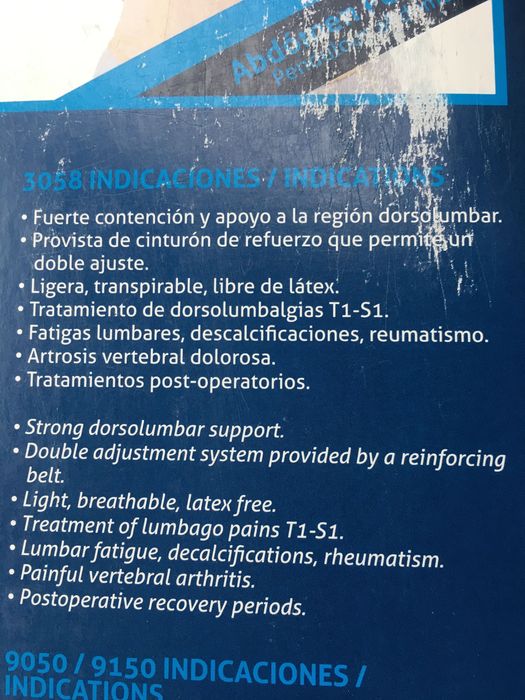 3058 INDICACIONES / INDICATIONS
• Fuerte contención y apoyo a la región dorsolumbar.
• Provista de cinturón de refuerzo que permite un
doble ajuste.
• Ligera, transpirable, libre de látex.
• Tratamiento de dorsolumbalgias T1-S1.
• Fatigas lumbares, descalcificaciones, reumatismo.
• Artrosis vertebral dolorosa.
• Tratamientos post-operatorios.
• Strong dorsolumbar support.
• Double adjustment system provided by a reinforcing
belt.
• Light, breathable, latex free.
• Treatment of lumbago pains T1-S1.
• Lumbar fatigue, decalcifications, rheumatism.
• Painful vertebral arthritis.
• Postoperative recovery periods.
9050 / 9150 INDICACIONES /
INDICATIONS